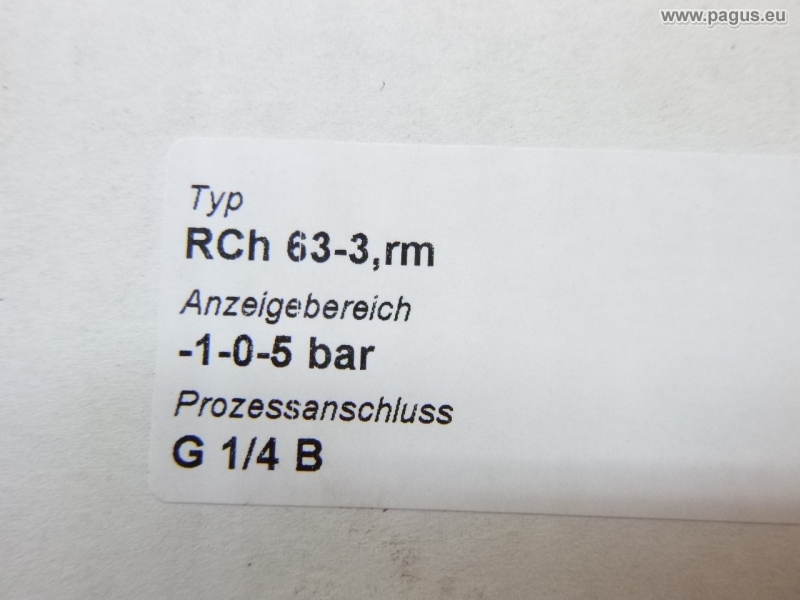 www.pagus.eu
Typ
RCh 63-3,rm
Anzeigebereich
-1-0-5 bar
Prozessanschluss
G 1/4 B